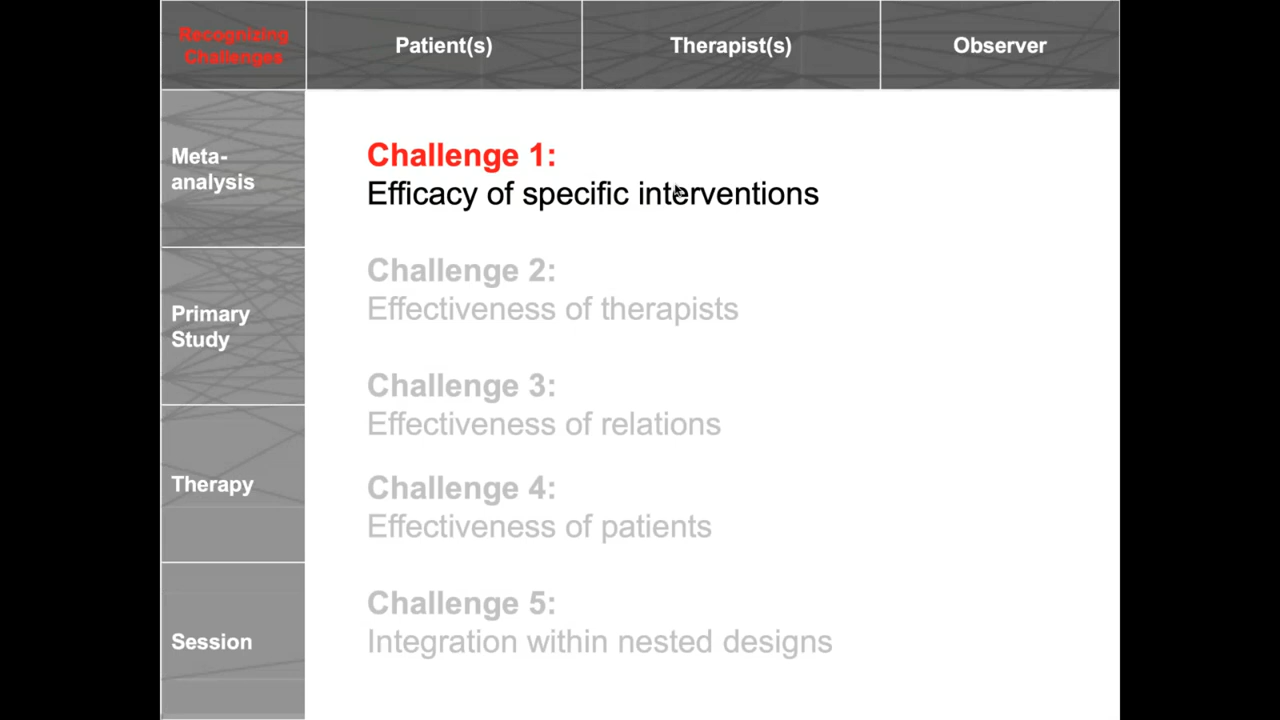 Recognizing
Challenges
Patient(s)
Therapist(s)
Observer
Meta-
analysis
Primary
Study
Therapy
Session
Challenge 1:
Efficacy of specific interventions
Challenge 2:
Effectiveness of therapists
Challenge 3:
Effectiveness of relations
Challenge 4:
Effectiveness of patients
Challenge 5:
Integration within nested designs